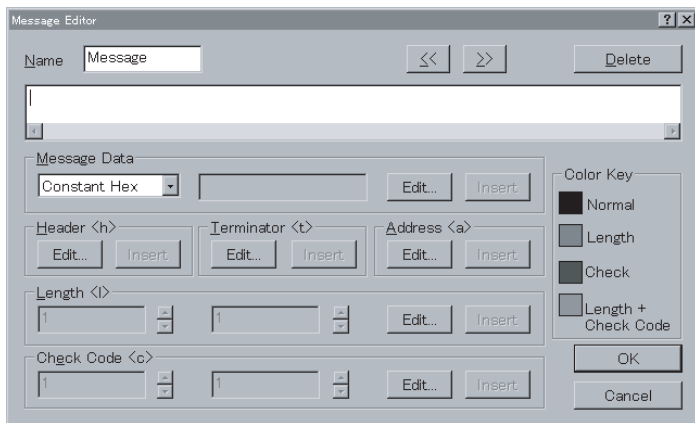 Message Editor
Name Message << >> Delete
Message Data
Constant Hex Edit... Insert
Color Key
Normal
Length
Check
Length +
Check Code
Header <h> Terminator <t> Address <a>
Edit... Insert Edit... Insert Edit... Insert
Length <l>
1 1 Edit... Insert
Check Code <c>
1 1 Edit... Insert
OK
Cancel